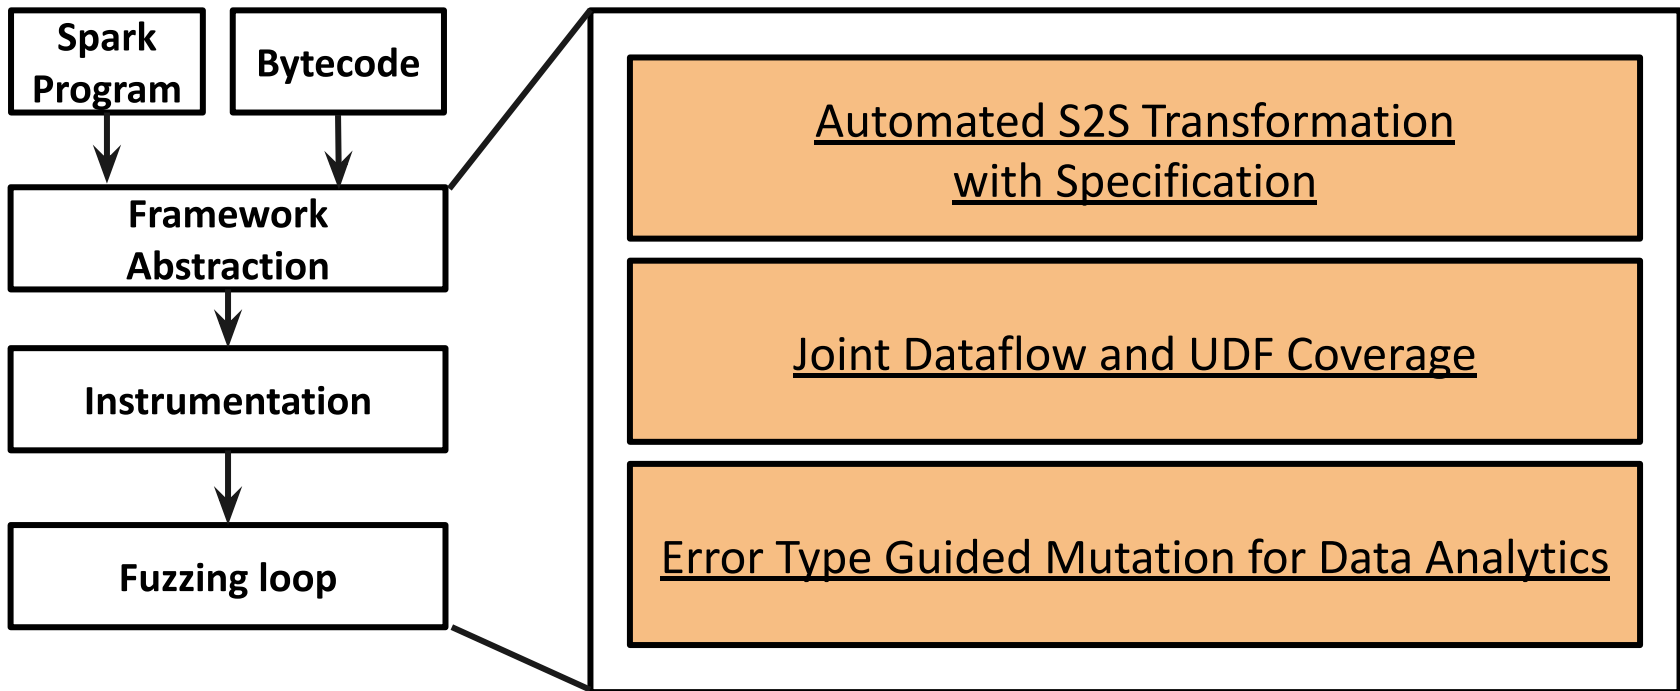 Spark
Program
Bytecode
Framework
Abstraction
Instrumentation
Fuzzing loop
Automated S2S Transformation
with Specification
Joint Dataflow and UDF Coverage
Error Type Guided Mutation for Data Analytics